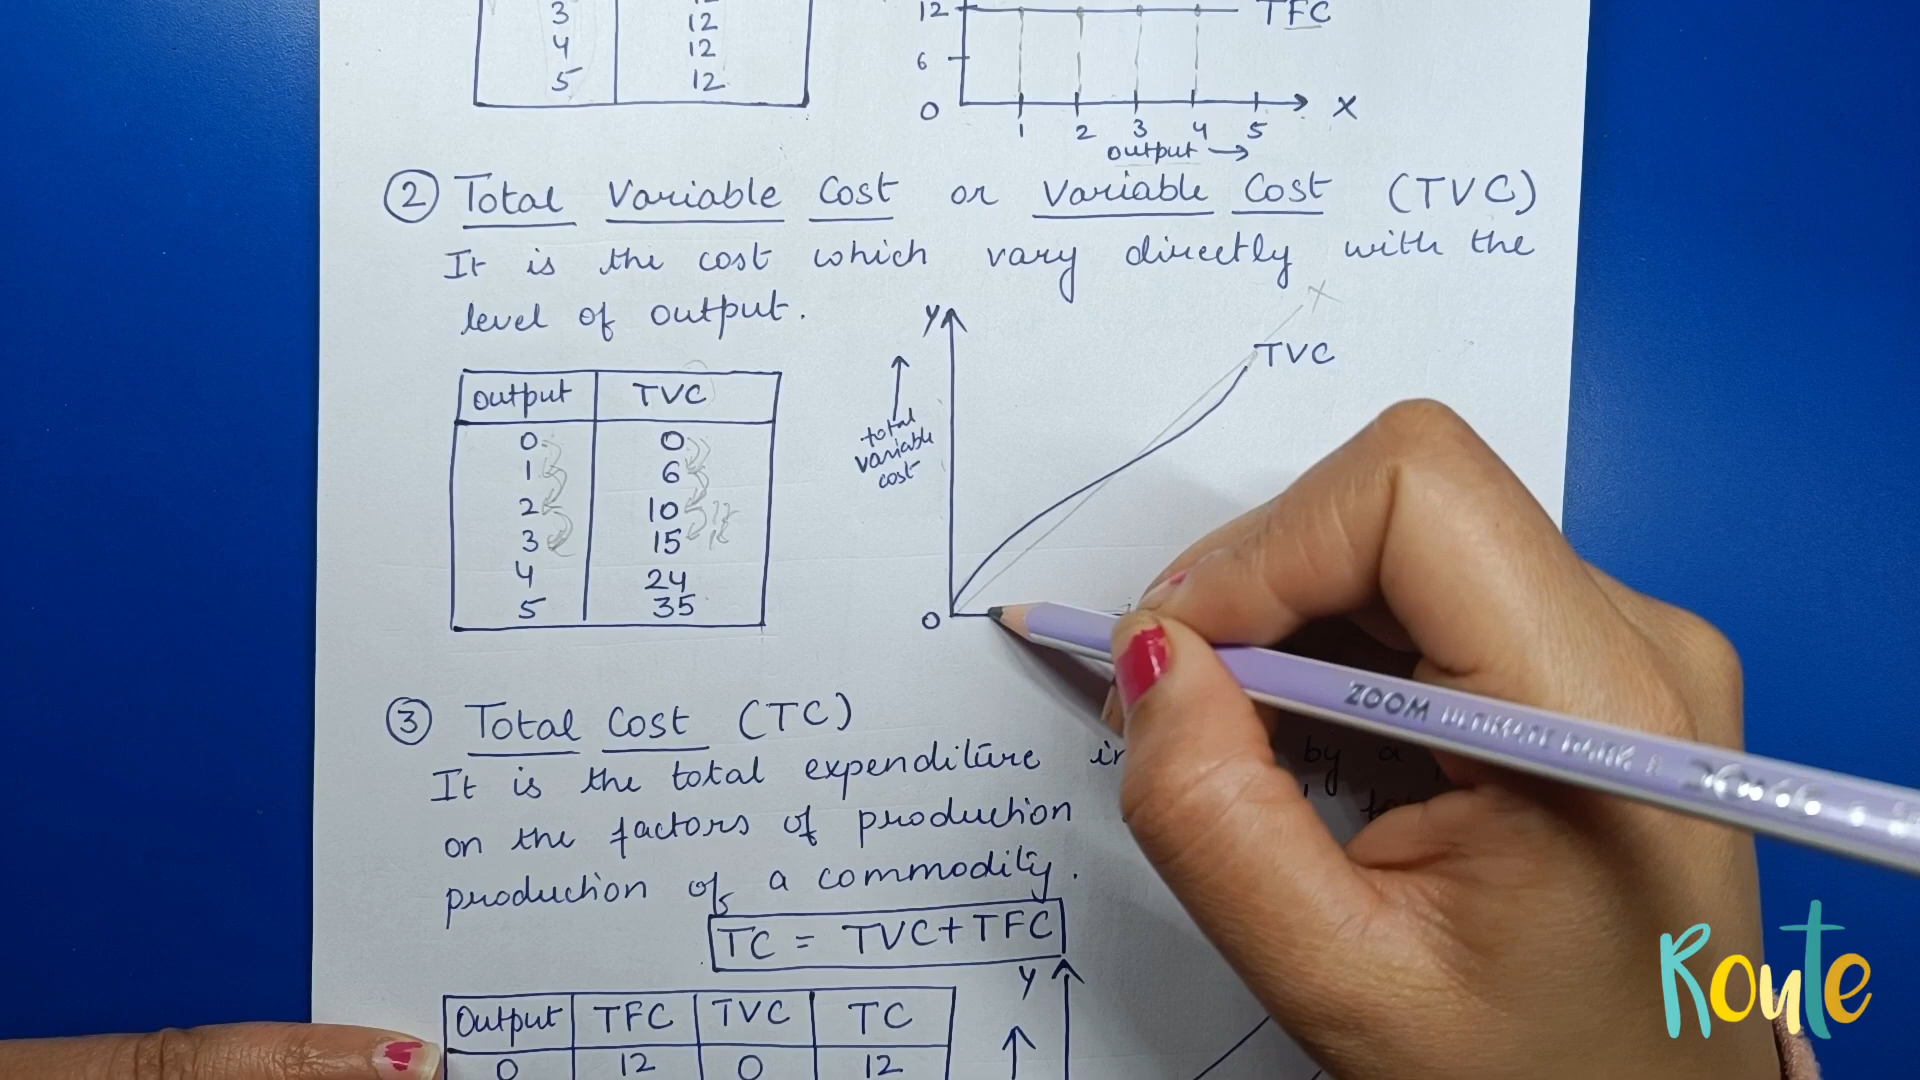 3 12
4 12
5 12
12 TFC
6
0 X
1 2 3 4 5
output →
② Total Variable Cost or Variable Cost (TVC)
It is the cost which vary directly with the
level of output.
output TVC
0 0
1 6
2 10
3 15
4 24
5 35
Y
total
variable
cost
TVC
X
0
③ Total Cost (TC)
It is the total expenditure by a
on the factors of production
production of a commodity.
TC = TVC + TFC
Y
Output TFC TVC TC
0 12 0 12
ZOOM ULTIMATE DARK
Route